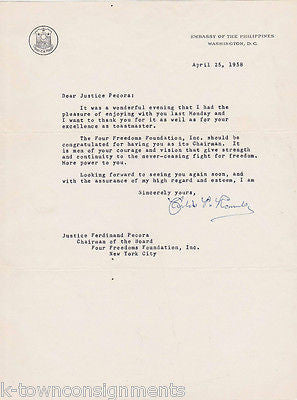 EMBASSY OF THE PHILIPPINES
WASHINGTON, D.C.
April 25, 1958
Dear Justice Pecora:
It was a wonderful evening that I had the
pleasure of enjoying with you last Monday and
I want to thank you for it as well as for your
excellence as toastmaster.
The Four Freedoms Foundation, Inc. should be
congratulated for having you as its Chairman. It
is men of your courage and vision that give strength
and continuity to the never-ceasing fight for freedom.
More power to you.
Looking forward to seeing you again soon, and
with the assurance of my high regard and esteem, I am
Sincerely yours,
Justice Ferdinand Pecora
Chairman of the Board
Four Freedoms Foundation, Inc.
New York City
k-townconsignments